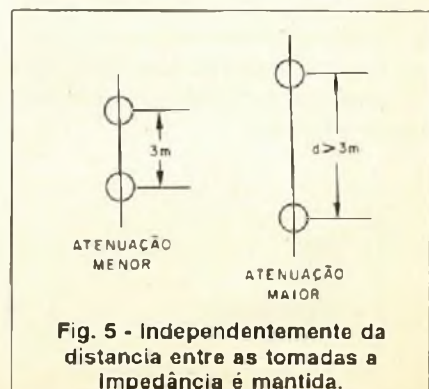 3m
d>3m
ATENUAÇÃO
MENOR
ATENUAÇÃO
MAIOR
Fig. 5 - Independentemente da
distancia entre as tomadas a
impedância é mantida.